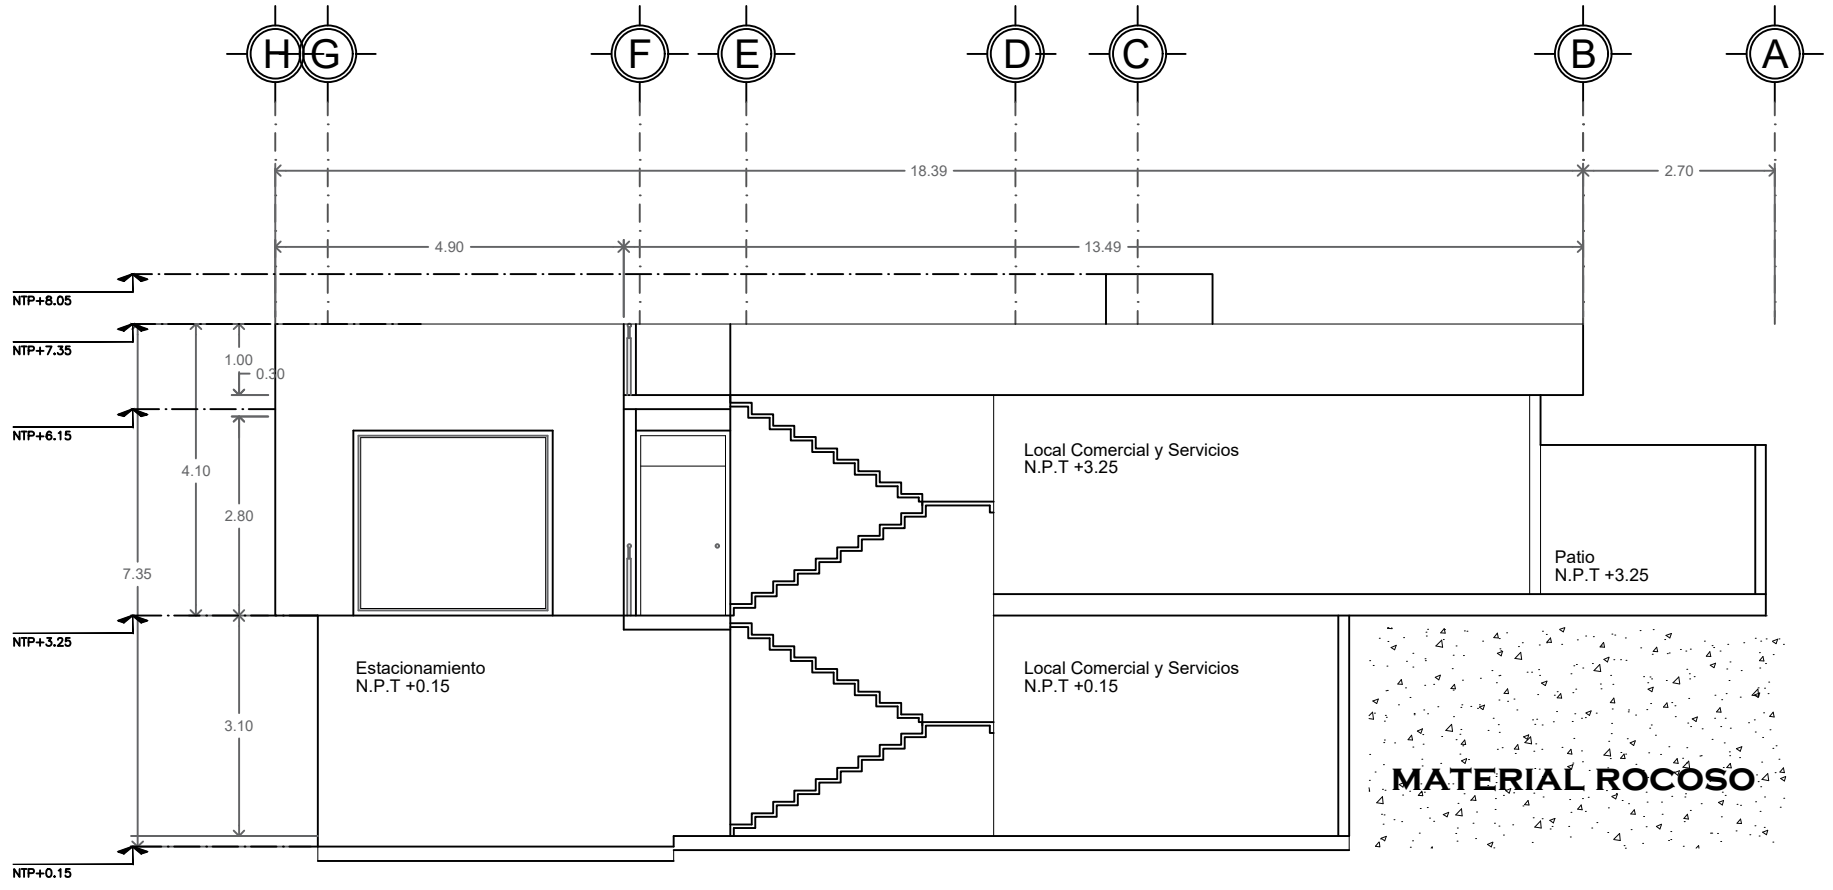 H G F E D C B A
18.39 2.70
4.90 13.49
NTP+8.05
NTP+7.35
1.00
0.30
NTP+6.15
Local Comercial y Servicios
N.P.T +3.25
4.10
2.80
Patio
N.P.T +3.25
7.35
NTP+3.25
Estacionamiento
N.P.T +0.15
Local Comercial y Servicios
N.P.T +0.15
3.10
MATERIAL ROCOSO
NTP+0.15